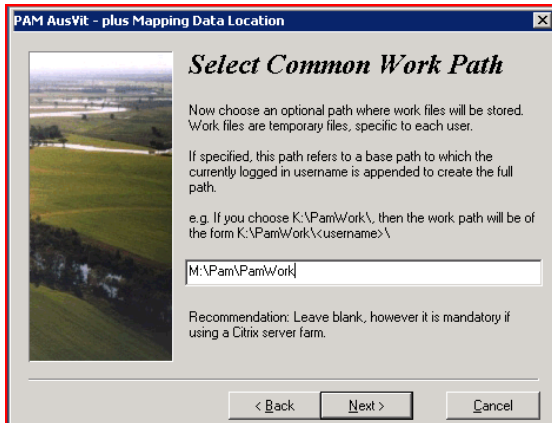 PAM AusVit - plus Mapping Data Location
Select Common Work Path
Now choose an optional path where work files will be stored.
Work files are temporary files, specific to each user.
If specified, this path refers to a base path to which the
currently logged in username is appended to create the full
path.
e.g. If you choose K:\PamWork\, then the work path will be of
the form K:\PamWork\<username>\
M:\Pam\PamWork
Recommendation: Leave blank, however it is mandatory if
using a Citrix server farm.
< Back Next > Cancel